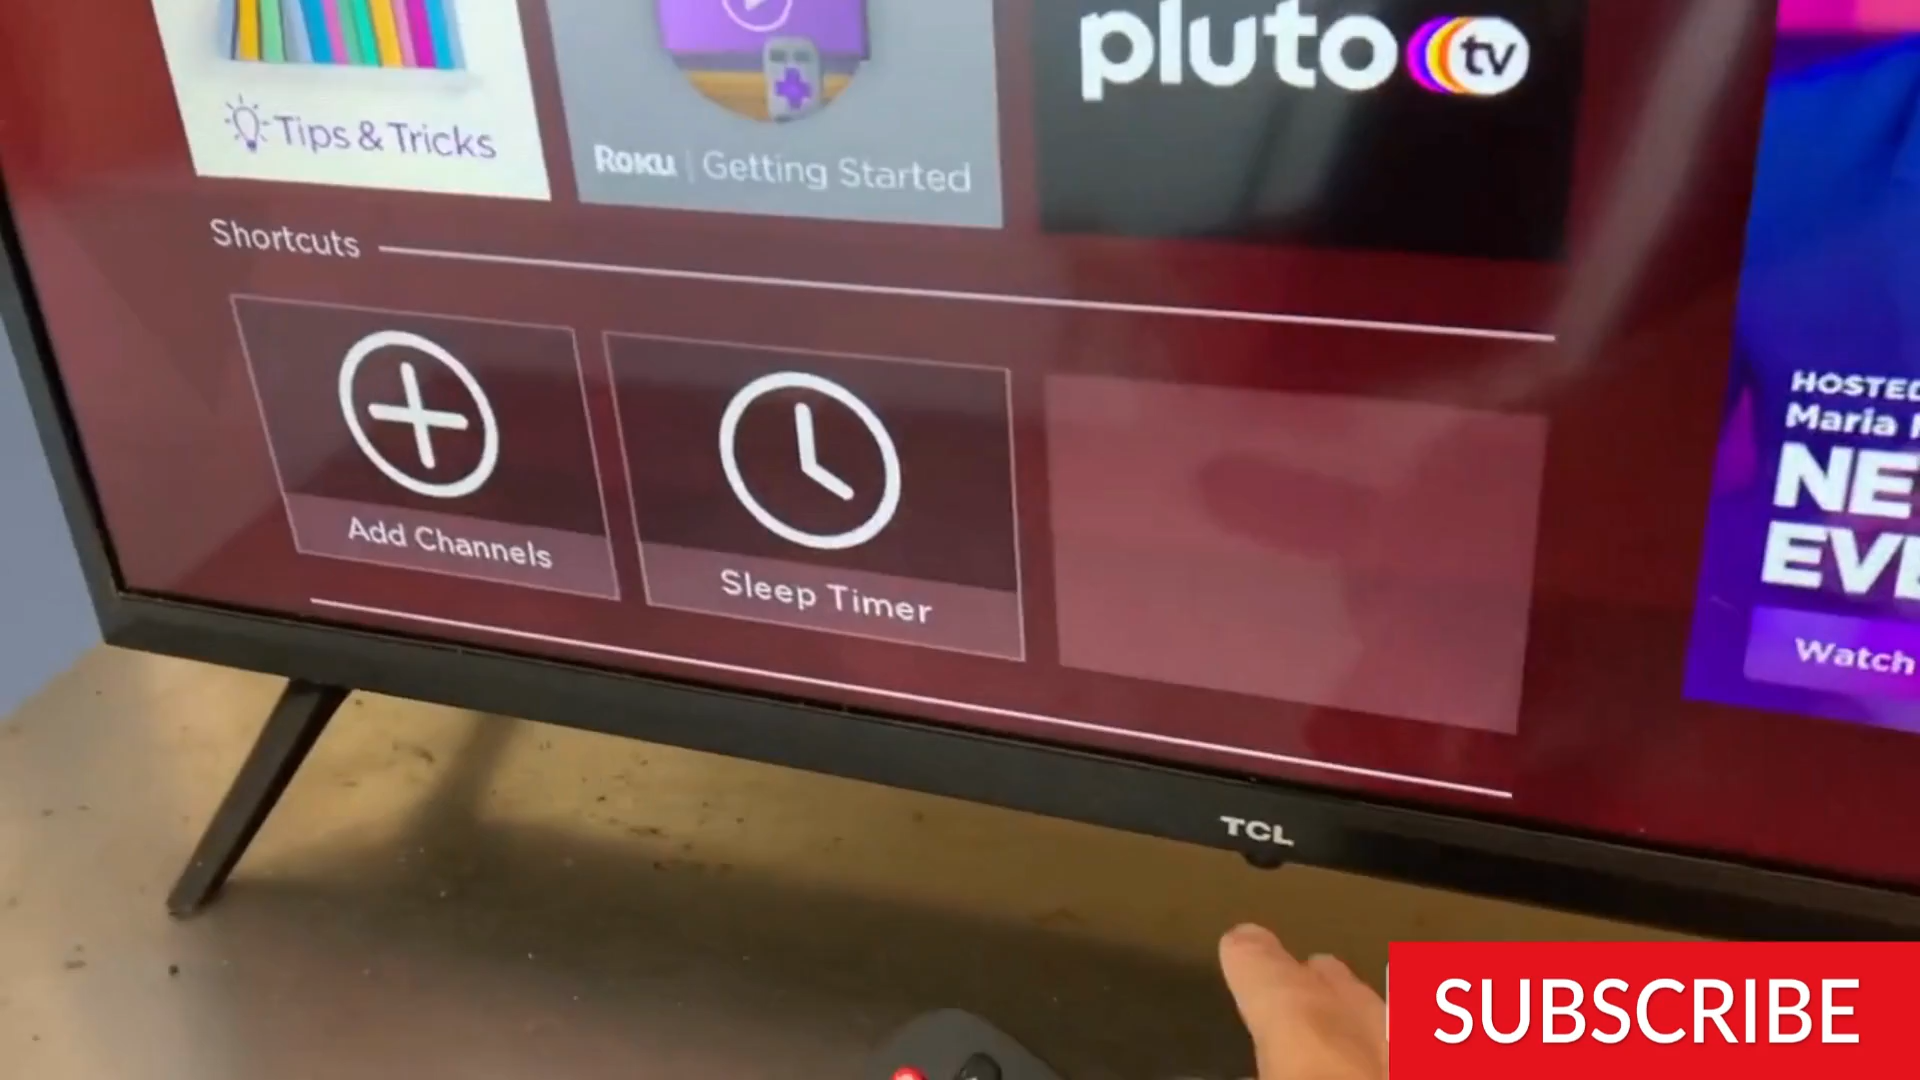 pluto tv
Tips & Tricks
ROKU | Getting Started
Shortcuts
Add Channels
Sleep Timer
HOSTED
Maria
NE
EVE
Watch
TCL
SUBSCRIBE